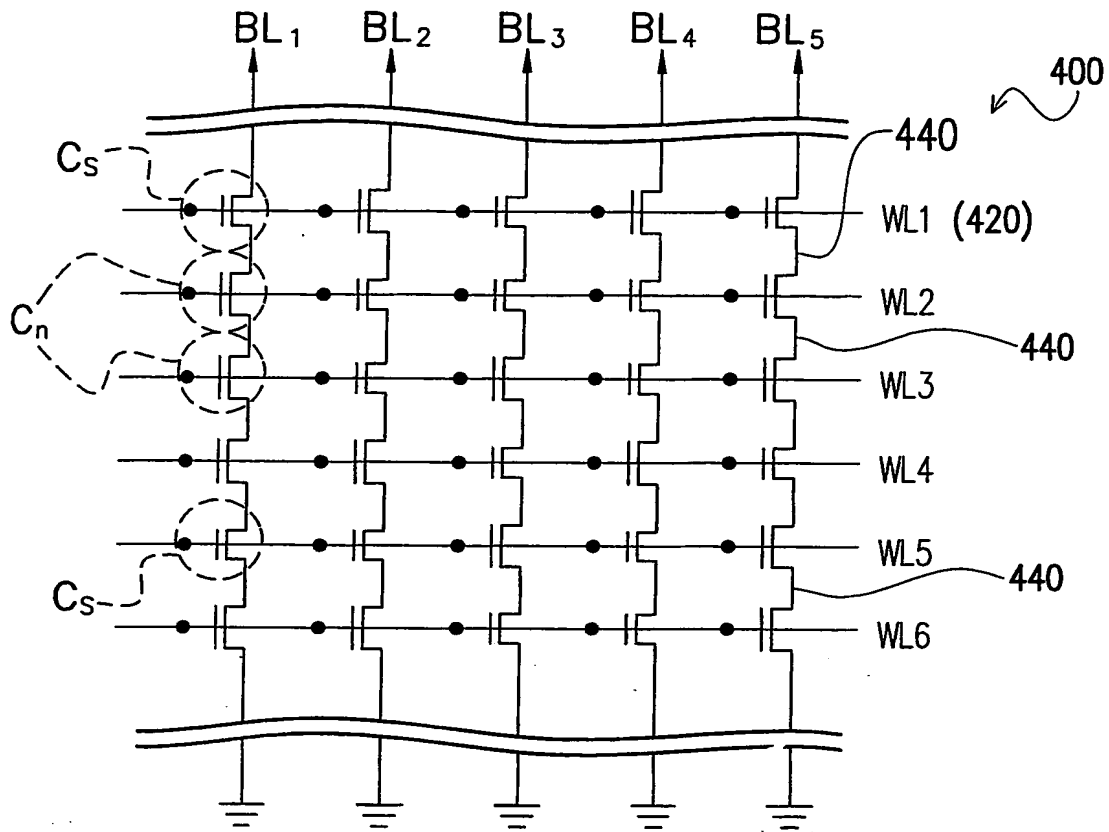 BL₁ BL₂ BL₃ BL₄ BL₅
400
440
Cs
WL1 (420)
WL2
Cn
440
WL3
WL4
WL5
440
Cs
WL6